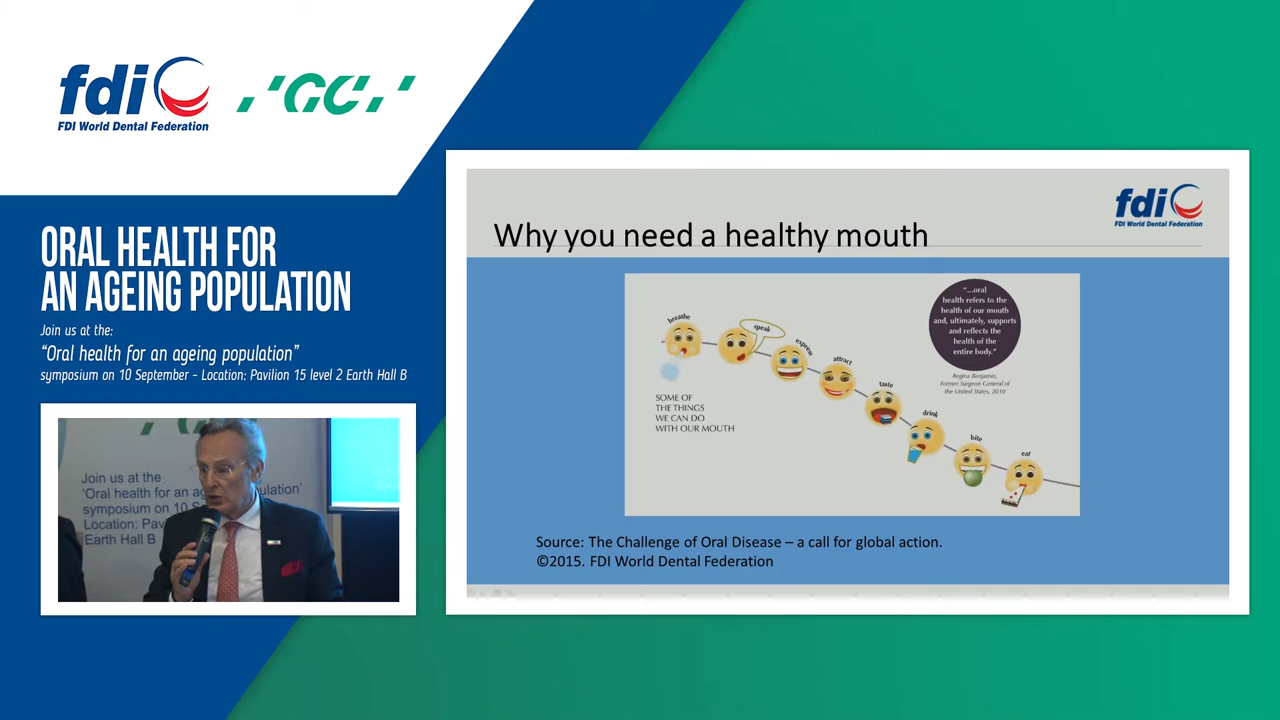 fdi
FDI World Dental Federation
GC
ORAL HEALTH FOR
AN AGEING POPULATION
Join us at the:
“Oral health for an ageing population”
symposium on 10 September - Location: Pavilion 15 level 2 Earth Hall B
Join us at the
‘Oral health for an ag
ulation’
symposium on 10 S
Location: Pav
Earth Hall B
Why you need a healthy mouth
fdi
FDI World Dental Federation
breathe
speak
express
attract
taste
drink
bite
eat
SOME OF
THE THINGS
WE CAN DO
WITH OUR MOUTH
“...oral
health refers to the
health of our mouth
and, ultimately, supports
and reflects the
health of the
entire body.”
Regina Benjamin,
Former Surgeon General of
the United States, 2010
Source: The Challenge of Oral Disease – a call for global action.
©2015. FDI World Dental Federation